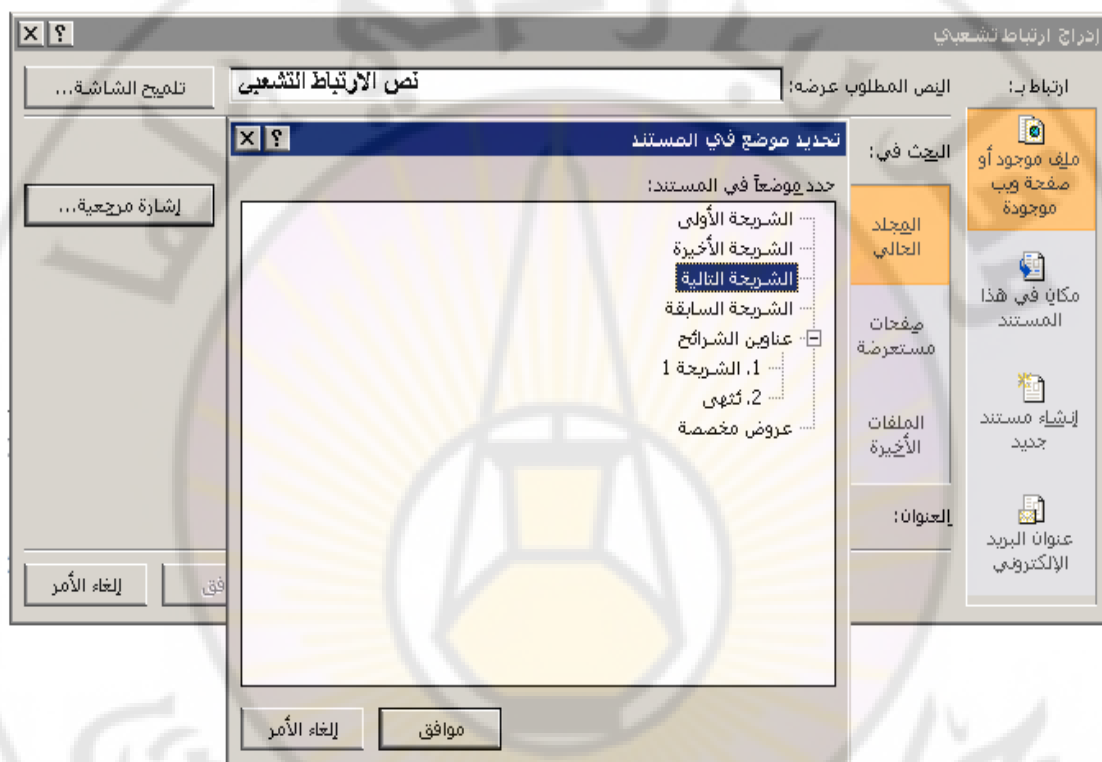 إدراج ارتباط تشعبي
ارتباط بـ:
النص المطلوب عرضه:
نص الارتباط التشعبى
تلميح الشاشة...
ملف موجود أو
صفحة ويب
موجودة
مكان في هذا
المستند
إنشاء مستند
جديد
عنوان البريد
الإلكتروني
البحث في:
المجلد
الحالي
صفحات
مستعرضة
الملفات
الأخيرة
العنوان:
إشارة مرجعية...
إلغاء الأمر
تحديد موضع في المستند
حدد موضعاً في المستند:
الشريحة الأولى
الشريحة الأخيرة
الشريحة التالية
الشريحة السابقة
عناوين الشرائح
1. الشريحة 1
2. تُنهى
عروض مخصصة
موافق
إلغاء الأمر